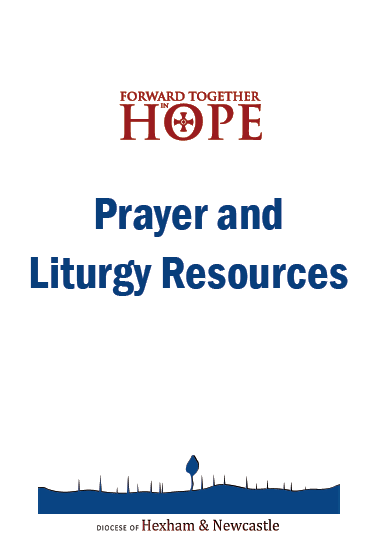 FORWARD TOGETHER
IN
HOPE
Prayer and
Liturgy Resources
DIOCESE OF Hexham & Newcastle